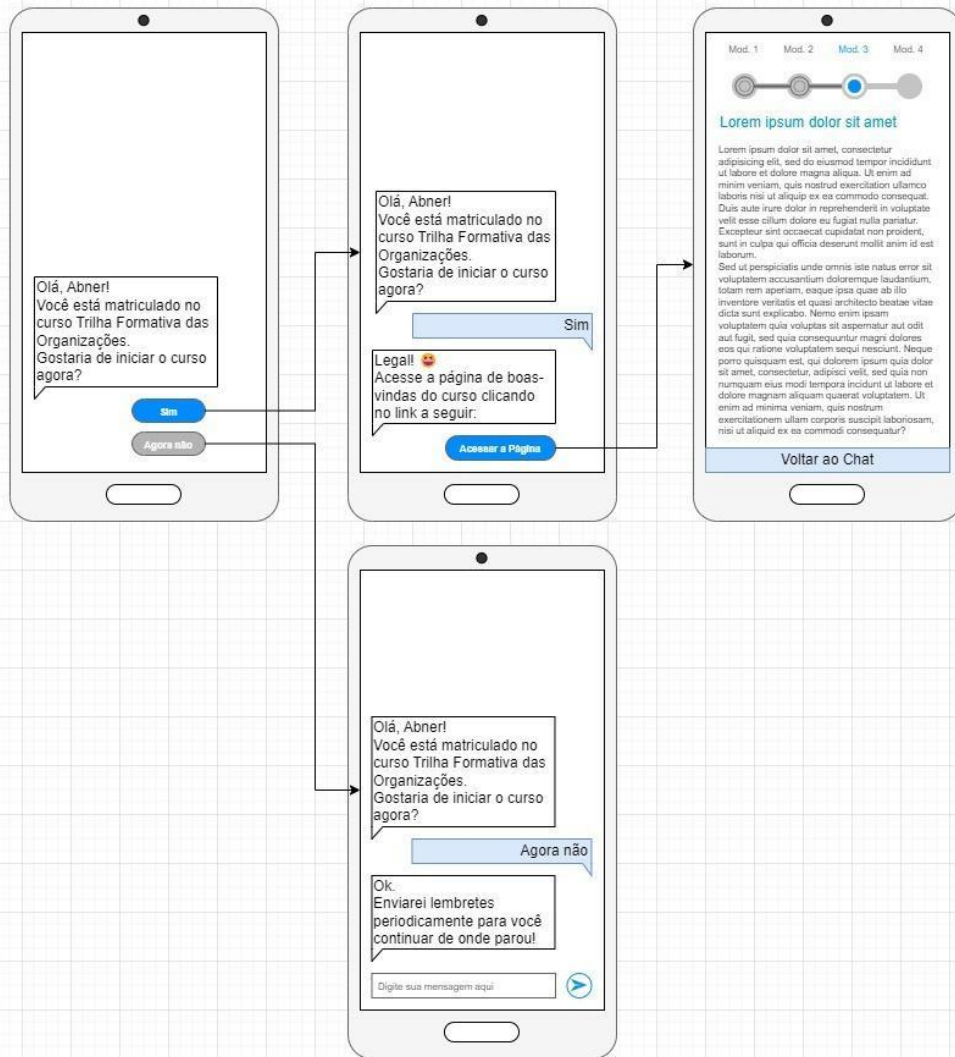 Olá, Abner!
Você está matriculado no
curso Trilha Formativa das
Organizações.
Gostaria de iniciar o curso
agora?
Sim
Agora não
Olá, Abner!
Você está matriculado no
curso Trilha Formativa das
Organizações.
Gostaria de iniciar o curso
agora?
Sim
Legal! 😄
Acesse a página de boas-
vindas do curso clicando
no link a seguir:
Acessar a Página
Mod. 1 Mod. 2 Mod. 3 Mod. 4
Lorem ipsum dolor sit amet
Lorem ipsum dolor sit amet, consectetur
adipisicing elit, sed do eiusmod tempor incididunt
ut labore et dolore magna aliqua. Ut enim ad
minim veniam, quis nostrud exercitation ullamco
laboris nisi ut aliquip ex ea commodo consequat.
Duis aute irure dolor in reprehenderit in voluptate
velit esse cillum dolore eu fugiat nulla pariatur.
Excepteur sint occaecat cupidatat non proident,
sunt in culpa qui officia deserunt mollit anim id est
laborum.
Sed ut perspiciatis unde omnis iste natus error sit
voluptatem accusantium doloremque laudantium,
totam rem aperiam, eaque ipsa quae ab illo
inventore veritatis et quasi architecto beatae vitae
dicta sunt explicabo. Nemo enim ipsam
voluptatem quia voluptas sit aspernatur aut odit
aut fugit, sed quia consequuntur magni dolores
eos qui ratione voluptatem sequi nesciunt. Neque
porro quisquam est, qui dolorem ipsum quia dolor
sit amet, consectetur, adipisci velit, sed quia non
numquam eius modi tempora incidunt ut labore et
dolore magnam aliquam quaerat voluptatem. Ut
enim ad minima veniam, quis nostrum
exercitationem ullam corporis suscipit laboriosam,
nisi ut aliquid ex ea commodi consequatur?
Voltar ao Chat
Olá, Abner!
Você está matriculado no
curso Trilha Formativa das
Organizações.
Gostaria de iniciar o curso
agora?
Agora não
Ok.
Enviarei lembretes
periodicamente para você
continuar de onde parou!
Digite sua mensagem aqui